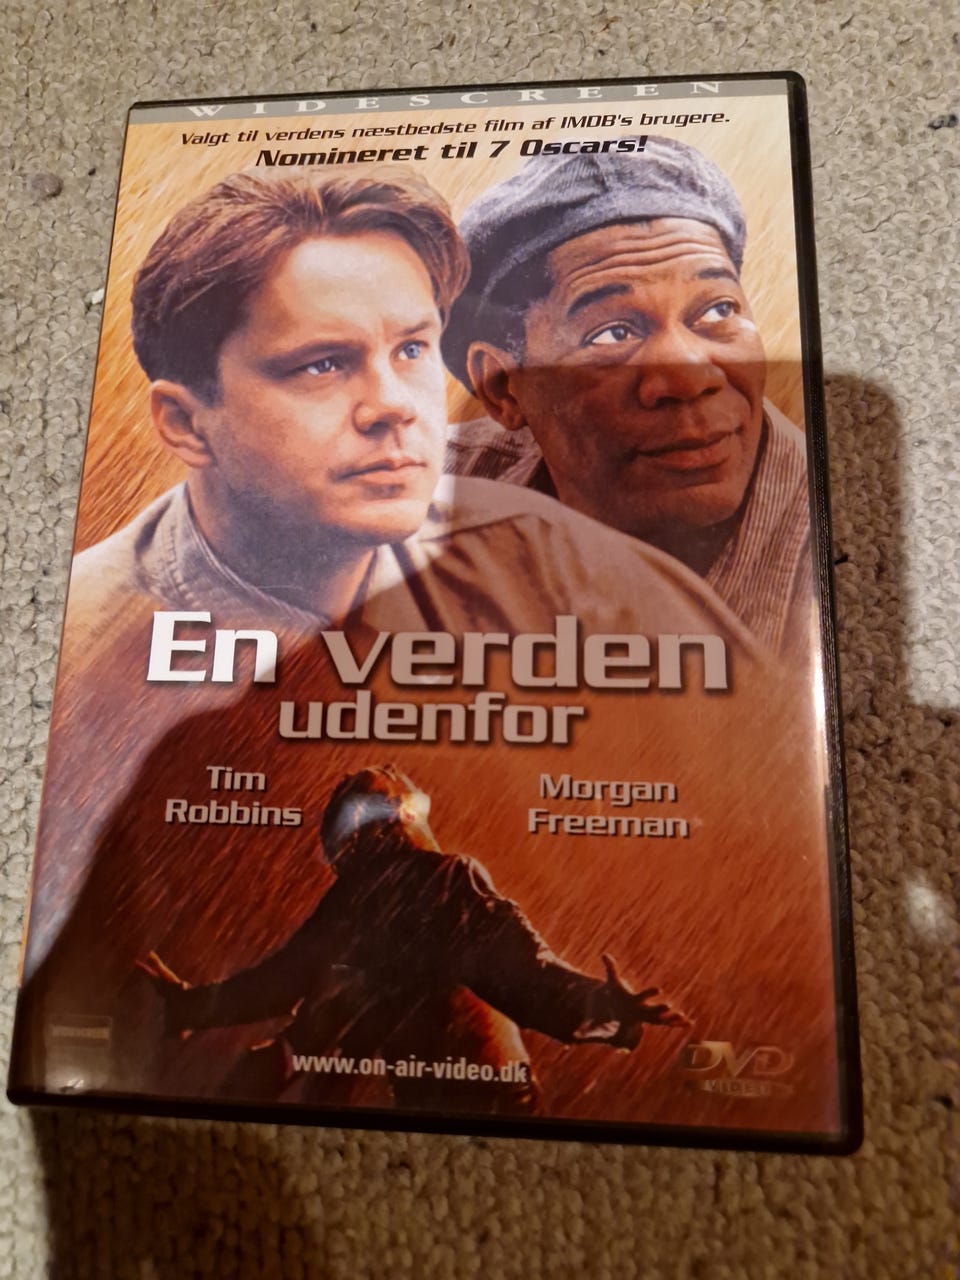 WIDESCREEN
Valgt til verdens næstbedste film af IMDB's brugere.
Nomineret til 7 Oscars!
En verden
udenfor
Tim
Robbins
Morgan
Freeman
www.on-air-video.dk
DVD
VIDEO